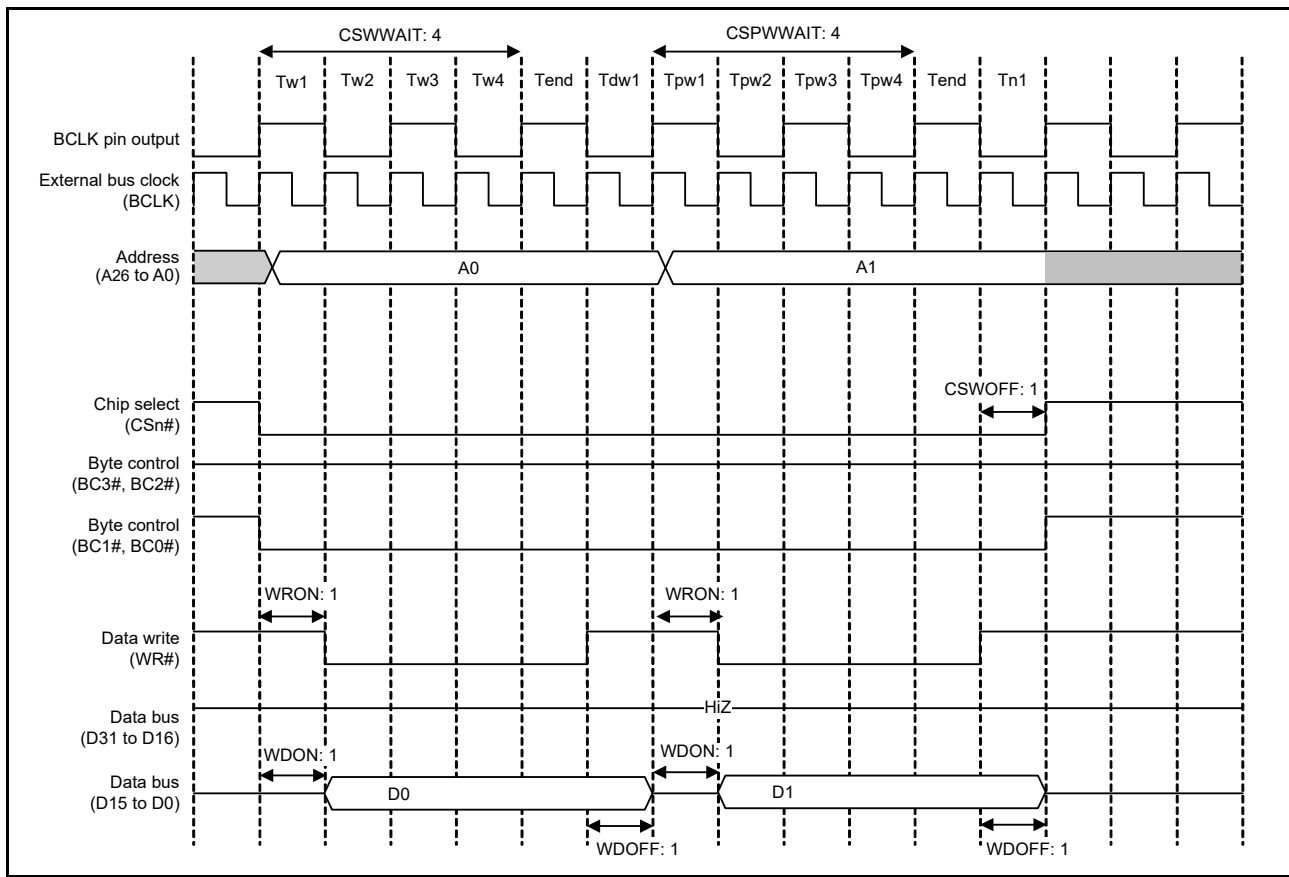 CSWWAIT: 4 CSPWWAIT: 4
Tw1 Tw2 Tw3 Tw4 Tend Tdw1 Tpw1 Tpw2 Tpw3 Tpw4 Tend Tn1
BCLK pin output
External bus clock
(BCLK)
Address
(A26 to A0)
A0 A1
CSWOFF: 1
Chip select
(CSn#)
Byte control
(BC3#, BC2#)
Byte control
(BC1#, BC0#)
WRON: 1 WRON: 1
Data write
(WR#)
HiZ
Data bus
(D31 to D16)
WDON: 1 WDON: 1
Data bus
(D15 to D0)
D0 D1
WDOFF: 1 WDOFF: 1